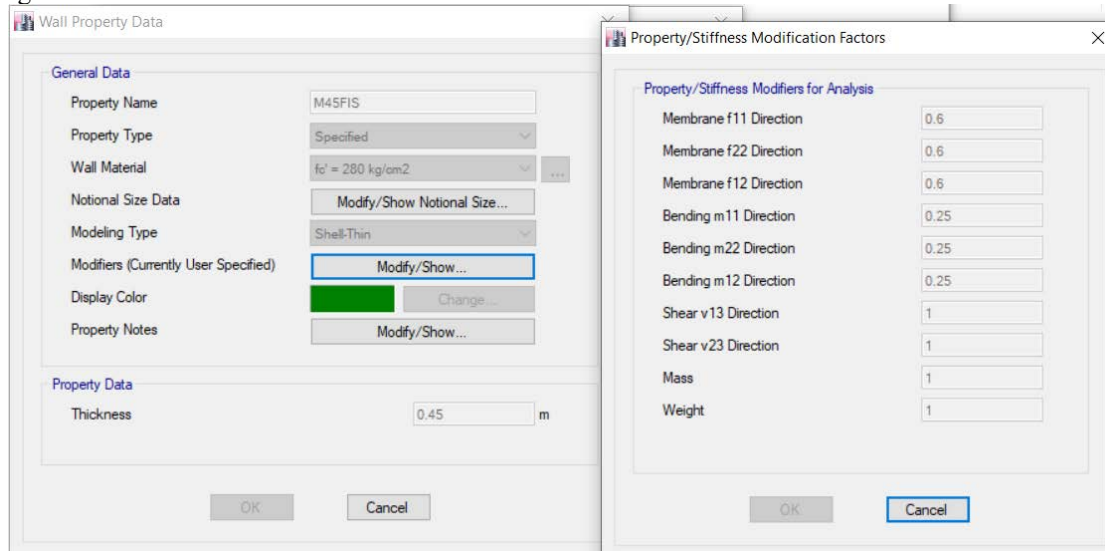 Wall Property Data
General Data
Property Name M45FIS
Property Type Specified
Wall Material fc' = 280 kg/cm2 ...
Notional Size Data Modify/Show Notional Size...
Modeling Type Shell-Thin
Modifiers (Currently User Specified) Modify/Show...
Display Color Change...
Property Notes Modify/Show...
Property Data
Thickness 0.45 m
OK Cancel
Property/Stiffness Modification Factors
Property/Stiffness Modifiers for Analysis
Membrane f11 Direction 0.6
Membrane f22 Direction 0.6
Membrane f12 Direction 0.6
Bending m11 Direction 0.25
Bending m22 Direction 0.25
Bending m12 Direction 0.25
Shear v13 Direction 1
Shear v23 Direction 1
Mass 1
Weight 1
OK Cancel